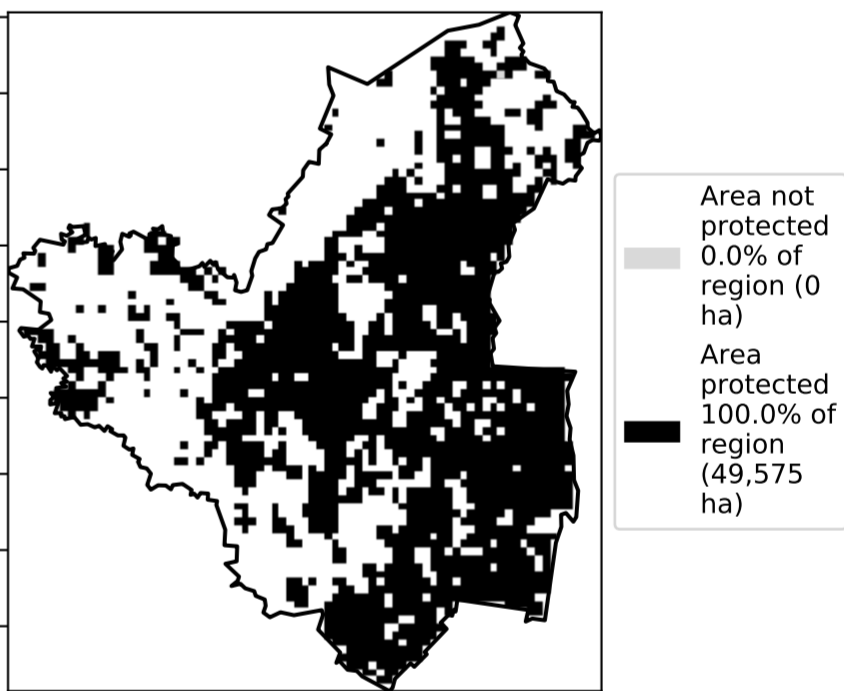 Area not
protected
0.0% of
region (0
ha)
Area
protected
100.0% of
region
(49,575
ha)